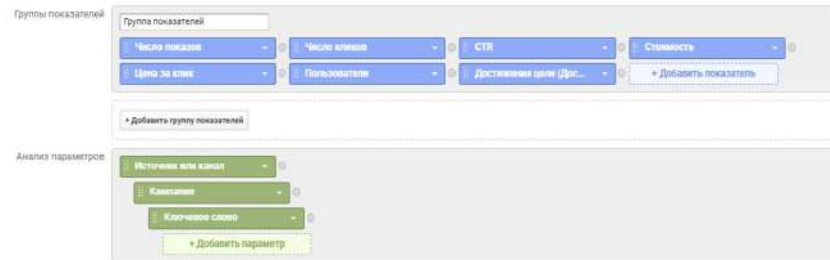 Группы показателей
Группа показателей
Число показов
Число кликов
CTR
Стоимость
Цена за клик
Пользователи
Достижения цели (Дос...
+ Добавить показатель
+ Добавить группу показателей
Анализ параметров
Источник или канал
Кампания
Ключевое слово
+ Добавить параметр